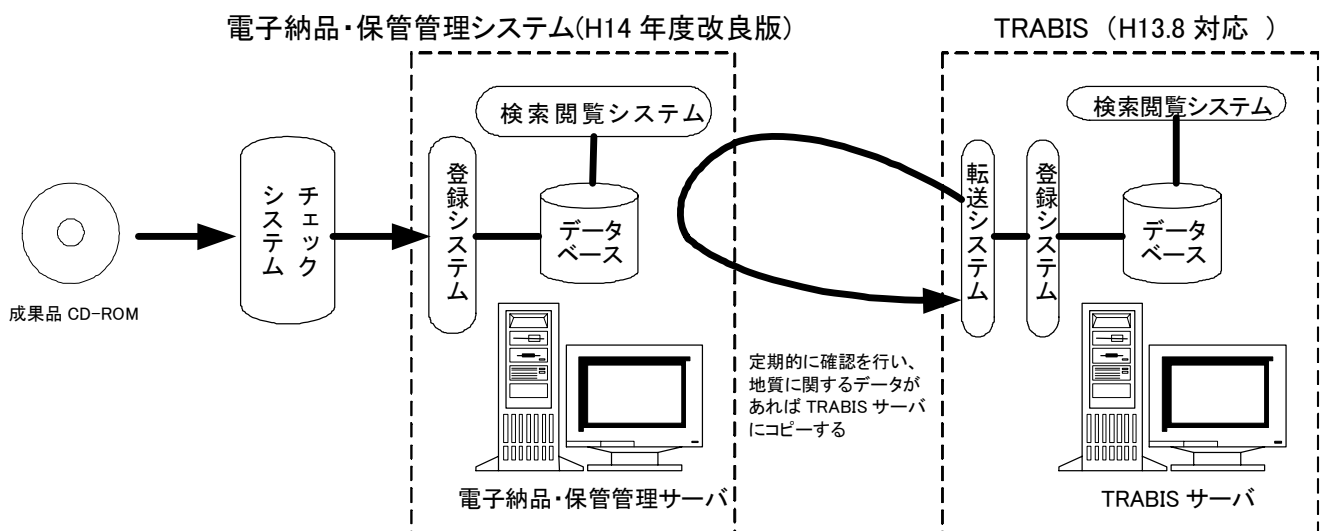 電子納品・保管管理システム(H14 年度改良版)
TRABIS （H13.8 対応 ）
成果品 CD-ROM
チェック
システム
登録システム
検索閲覧システム
データ
ベース
電子納品・保管管理サーバ
定期的に確認を行い、
地質に関するデータが
あれば TRABIS サーバ
にコピーする
転送システム
登録システム
検索閲覧システム
データ
ベース
TRABIS サーバ